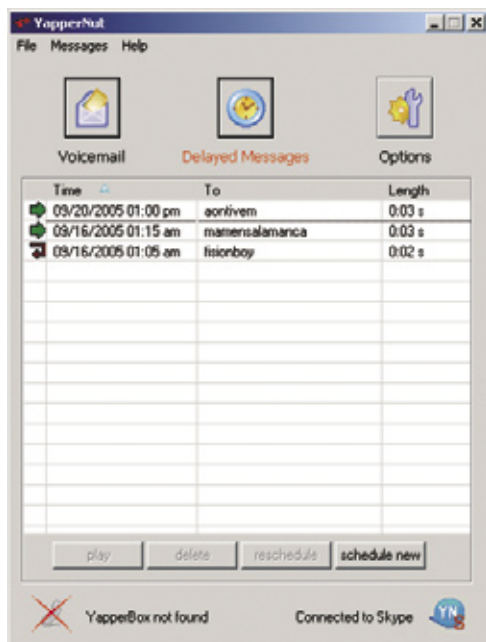 YapperNut
File Messages Help
Voicemail Delayed Messages Options
Time To Length
09/20/2005 01:00 pm aontivem 0:03 s
09/16/2005 01:15 am mamensalamanca 0:03 s
09/16/2005 01:05 am fisionboy 0:02 s
play delete reschedule schedule new
YapperBox not found Connected to Skype YN